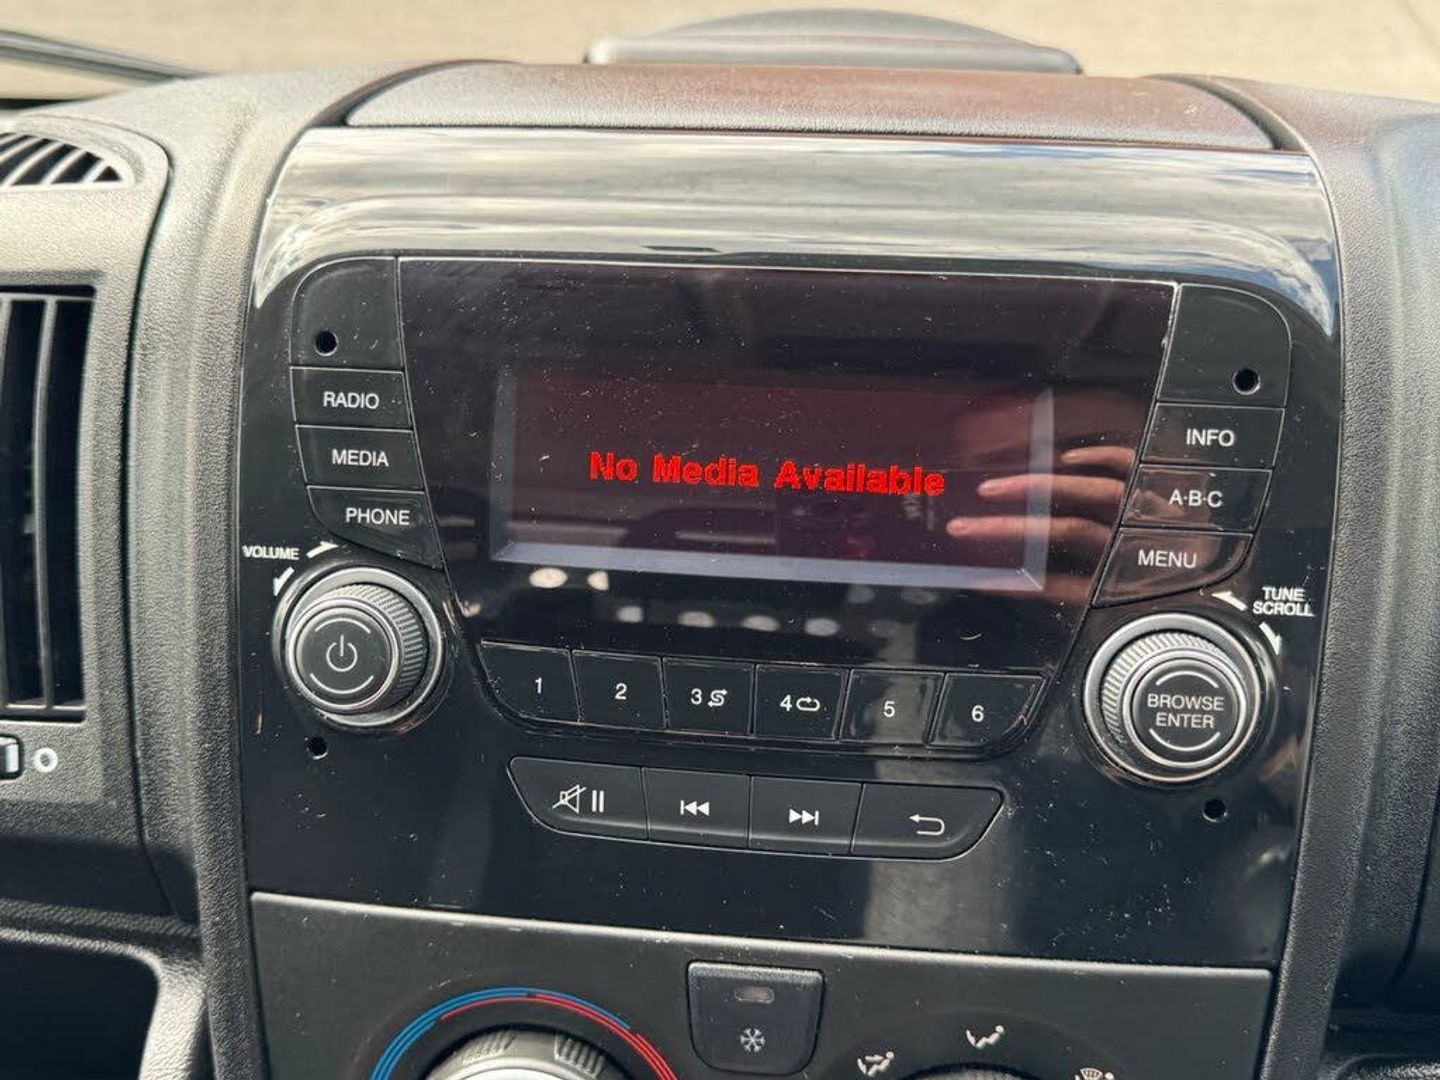 RADIO
MEDIA
PHONE
VOLUME
No Media Available
INFO
A·B·C
MENU
TUNE
SCROLL
1
2
3
4
5
6
BROWSE
ENTER